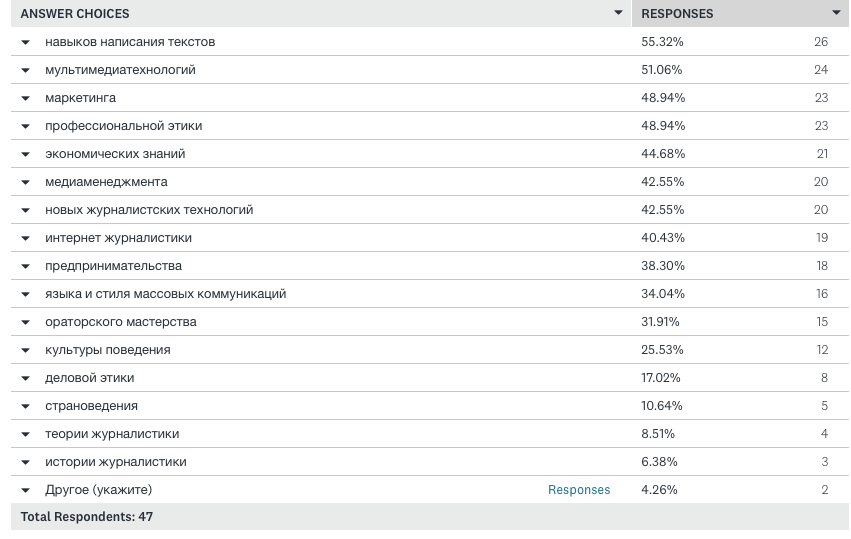 ANSWER CHOICES RESPONSES
навыков написания текстов 55.32% 26
мультимедиатехнологий 51.06% 24
маркетинга 48.94% 23
профессиональной этики 48.94% 23
экономических знаний 44.68% 21
медиаменеджмента 42.55% 20
новых журналистских технологий 42.55% 20
интернет журналистики 40.43% 19
предпринимательства 38.30% 18
языка и стиля массовых коммуникаций 34.04% 16
ораторского мастерства 31.91% 15
культуры поведения 25.53% 12
деловой этики 17.02% 8
страноведения 10.64% 5
теории журналистики 8.51% 4
истории журналистики 6.38% 3
Другое (укажите) Responses 4.26% 2
Total Respondents: 47